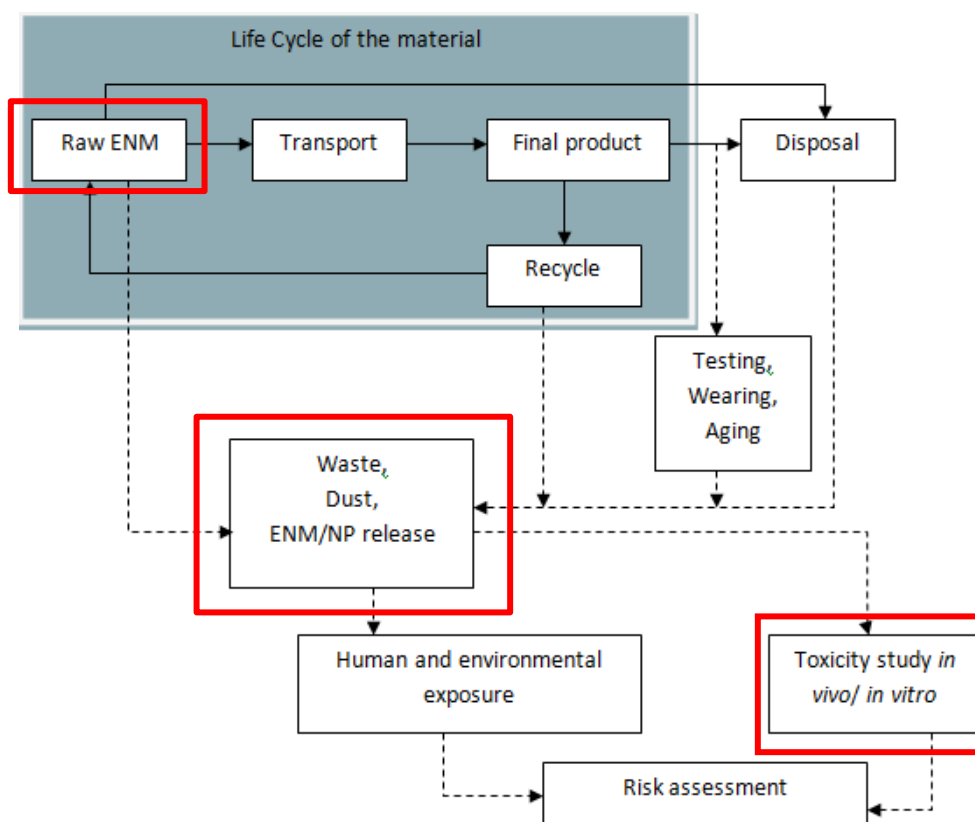 Life Cycle of the material
Raw ENM
Transport
Final product
Disposal
Recycle
Testing,
Wearing,
Aging
Waste,
Dust,
ENM/NP release
Human and environmental
exposure
Toxicity study in
vivo/ in vitro
Risk assessment